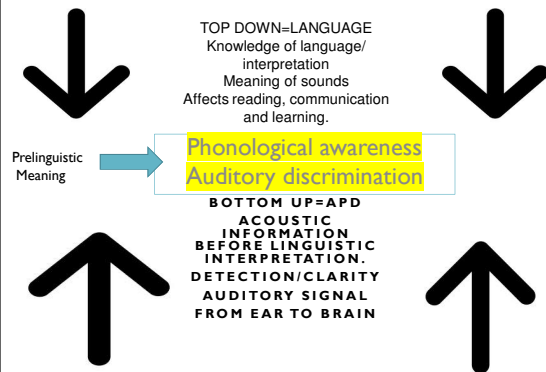 TOP DOWN=LANGUAGE
Knowledge of language/
interpretation
Meaning of sounds
Affects reading, communication
and learning.
Prelinguistic
Meaning
Phonological awareness
Auditory discrimination
BOTTOM UP=APD
ACOUSTIC
INFORMATION
BEFORE LINGUISTIC
INTERPRETATION.
DETECTION/CLARITY
AUDITORY SIGNAL
FROM EAR TO BRAIN